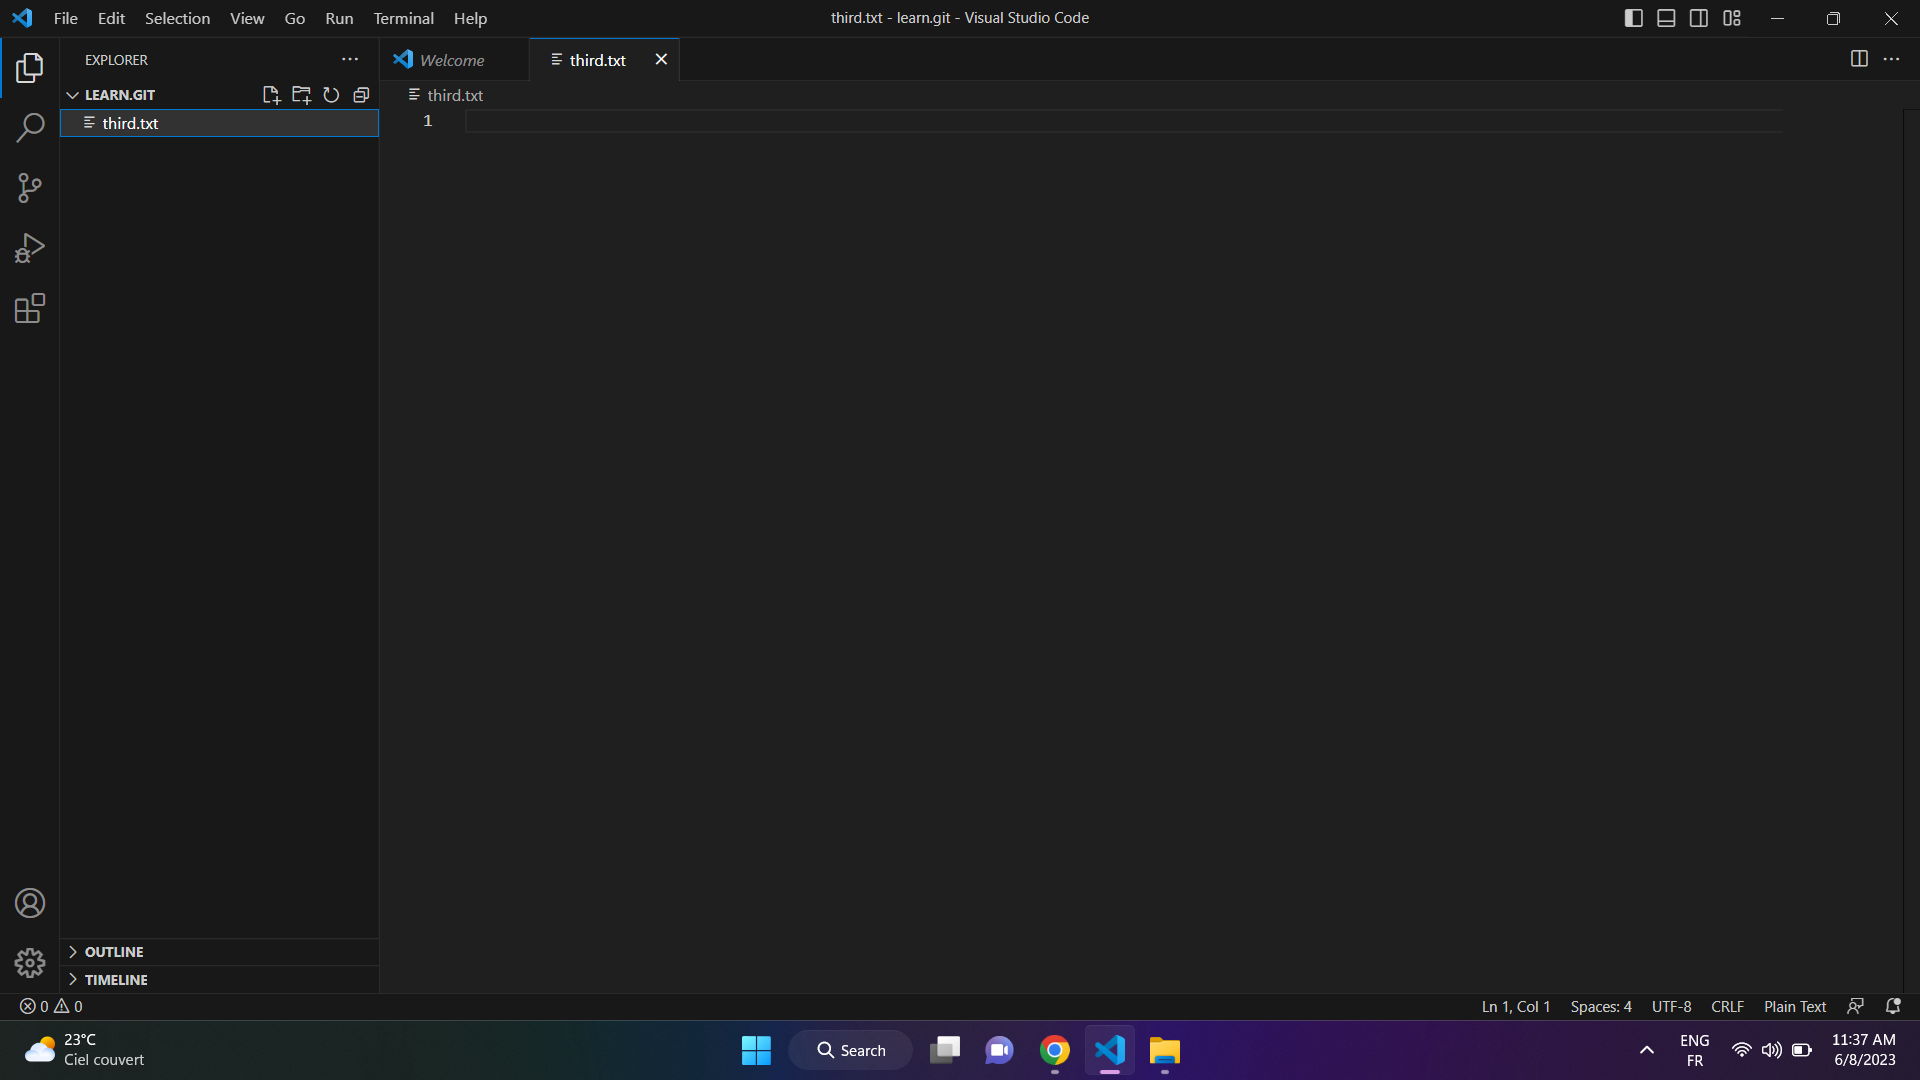 File Edit Selection View Go Run Terminal Help
third.txt - learn.git - Visual Studio Code
EXPLORER
Welcome
third.txt
LEARN.GIT
third.txt
third.txt
1
OUTLINE
TIMELINE
0 0
Ln 1, Col 1 Spaces: 4 UTF-8 CRLF Plain Text
23°C
Ciel couvert
Search
ENG
FR
11:37 AM
6/8/2023